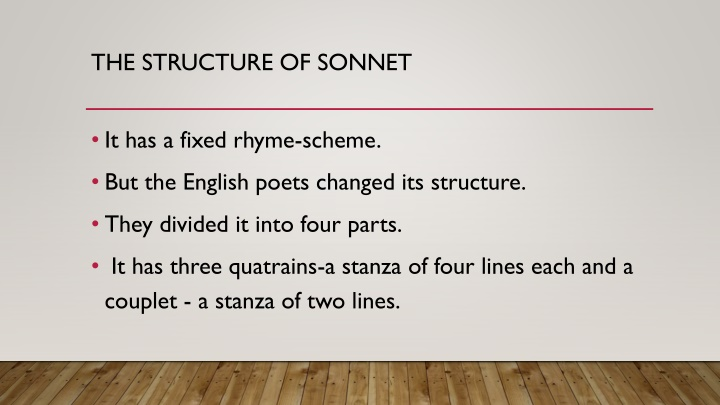 THE STRUCTURE OF SONNET
• It has a fixed rhyme-scheme.
• But the English poets changed its structure.
• They divided it into four parts.
• It has three quatrains-a stanza of four lines each and a
couplet - a stanza of two lines.